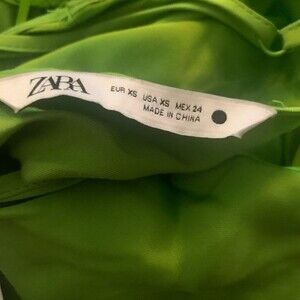 ZARA
EUR XS USA XS MEX 24
MADE IN CHINA